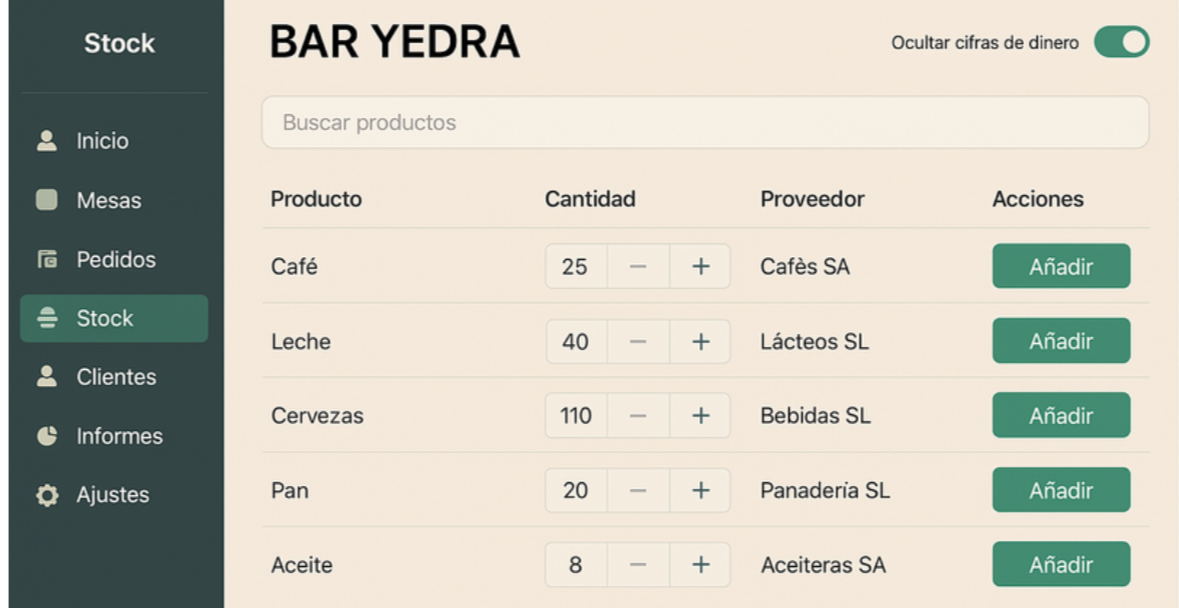 Stock
Inicio
Mesas
Pedidos
Stock
Clientes
Informes
Ajustes
BAR YEDRA
Ocultar cifras de dinero
Buscar productos
Producto Cantidad Proveedor Acciones
Café 25 − + Cafès SA Añadir
Leche 40 − + Lácteos SL Añadir
Cervezas 110 − + Bebidas SL Añadir
Pan 20 − + Panadería SL Añadir
Aceite 8 − + Aceiteras SA Añadir